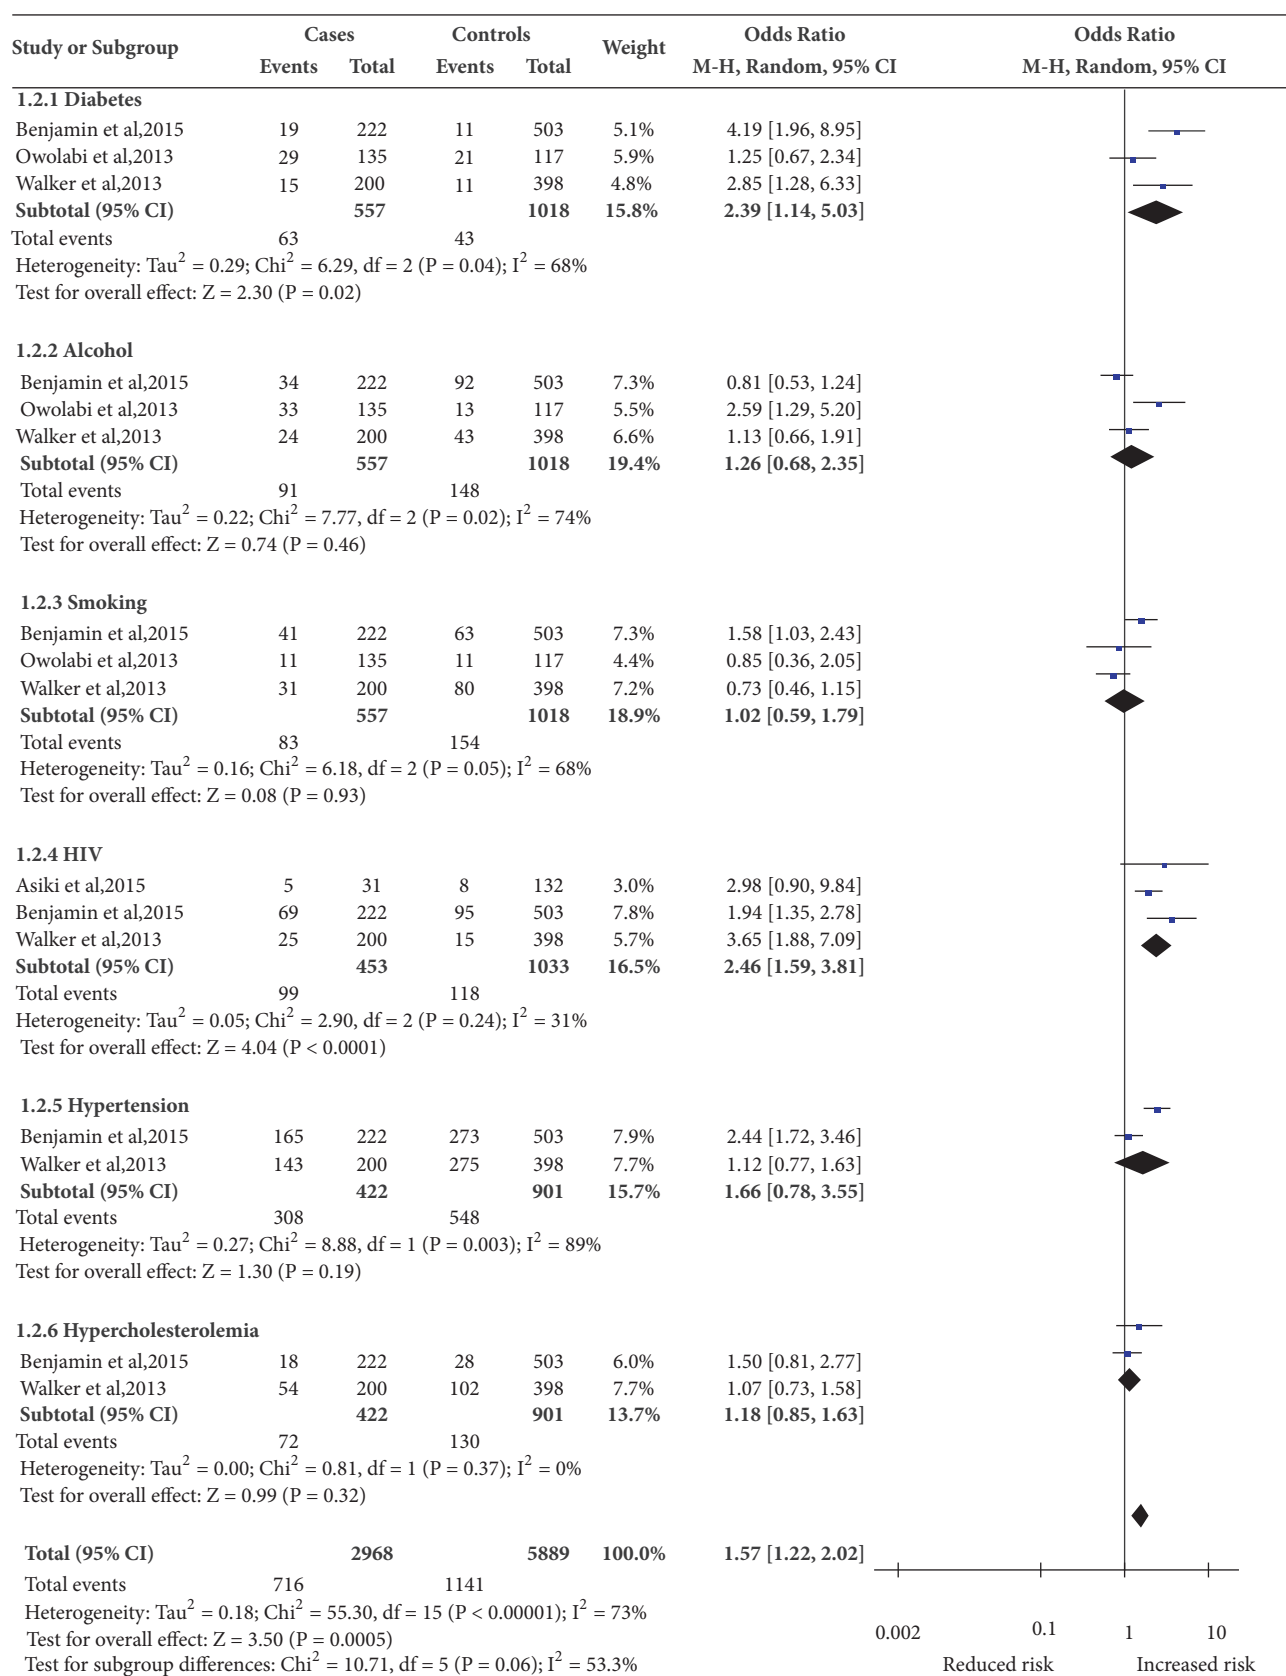 Study or Subgroup Cases Controls Weight Odds Ratio Odds Ratio
Events Total Events Total M-H, Random, 95% CI M-H, Random, 95% CI
1.2.1 Diabetes
Benjamin et al,2015 19 222 11 503 5.1% 4.19 [1.96, 8.95]
Owolabi et al,2013 29 135 21 117 5.9% 1.25 [0.67, 2.34]
Walker et al,2013 15 200 11 398 4.8% 2.85 [1.28, 6.33]
Subtotal (95% CI) 557 1018 15.8% 2.39 [1.14, 5.03]
Total events 63 43
Heterogeneity: Tau² = 0.29; Chi² = 6.29, df = 2 (P = 0.04); I² = 68%
Test for overall effect: Z = 2.30 (P = 0.02)
1.2.2 Alcohol
Benjamin et al,2015 34 222 92 503 7.3% 0.81 [0.53, 1.24]
Owolabi et al,2013 33 135 13 117 5.5% 2.59 [1.29, 5.20]
Walker et al,2013 24 200 43 398 6.6% 1.13 [0.66, 1.91]
Subtotal (95% CI) 557 1018 19.4% 1.26 [0.68, 2.35]
Total events 91 148
Heterogeneity: Tau² = 0.22; Chi² = 7.77, df = 2 (P = 0.02); I² = 74%
Test for overall effect: Z = 0.74 (P = 0.46)
1.2.3 Smoking
Benjamin et al,2015 41 222 63 503 7.3% 1.58 [1.03, 2.43]
Owolabi et al,2013 11 135 11 117 4.4% 0.85 [0.36, 2.05]
Walker et al,2013 31 200 80 398 7.2% 0.73 [0.46, 1.15]
Subtotal (95% CI) 557 1018 18.9% 1.02 [0.59, 1.79]
Total events 83 154
Heterogeneity: Tau² = 0.16; Chi² = 6.18, df = 2 (P = 0.05); I² = 68%
Test for overall effect: Z = 0.08 (P = 0.93)
1.2.4 HIV
Asiki et al,2015 5 31 8 132 3.0% 2.98 [0.90, 9.84]
Benjamin et al,2015 69 222 95 503 7.8% 1.94 [1.35, 2.78]
Walker et al,2013 25 200 15 398 5.7% 3.65 [1.88, 7.09]
Subtotal (95% CI) 453 1033 16.5% 2.46 [1.59, 3.81]
Total events 99 118
Heterogeneity: Tau² = 0.05; Chi² = 2.90, df = 2 (P = 0.24); I² = 31%
Test for overall effect: Z = 4.04 (P < 0.0001)
1.2.5 Hypertension
Benjamin et al,2015 165 222 273 503 7.9% 2.44 [1.72, 3.46]
Walker et al,2013 143 200 275 398 7.7% 1.12 [0.77, 1.63]
Subtotal (95% CI) 422 901 15.7% 1.66 [0.78, 3.55]
Total events 308 548
Heterogeneity: Tau² = 0.27; Chi² = 8.88, df = 1 (P = 0.003); I² = 89%
Test for overall effect: Z = 1.30 (P = 0.19)
1.2.6 Hypercholesterolemia
Benjamin et al,2015 18 222 28 503 6.0% 1.50 [0.81, 2.77]
Walker et al,2013 54 200 102 398 7.7% 1.07 [0.73, 1.58]
Subtotal (95% CI) 422 901 13.7% 1.18 [0.85, 1.63]
Total events 72 130
Heterogeneity: Tau² = 0.00; Chi² = 0.81, df = 1 (P = 0.37); I² = 0%
Test for overall effect: Z = 0.99 (P = 0.32)
Total (95% CI) 2968 5889 100.0% 1.57 [1.22, 2.02]
Total events 716 1141
Heterogeneity: Tau² = 0.18; Chi² = 55.30, df = 15 (P < 0.00001); I² = 73%
Test for overall effect: Z = 3.50 (P = 0.0005)
Test for subgroup differences: Chi² = 10.71, df = 5 (P = 0.06); I² = 53.3%
0.002 0.1 1 10
Reduced risk Increased risk